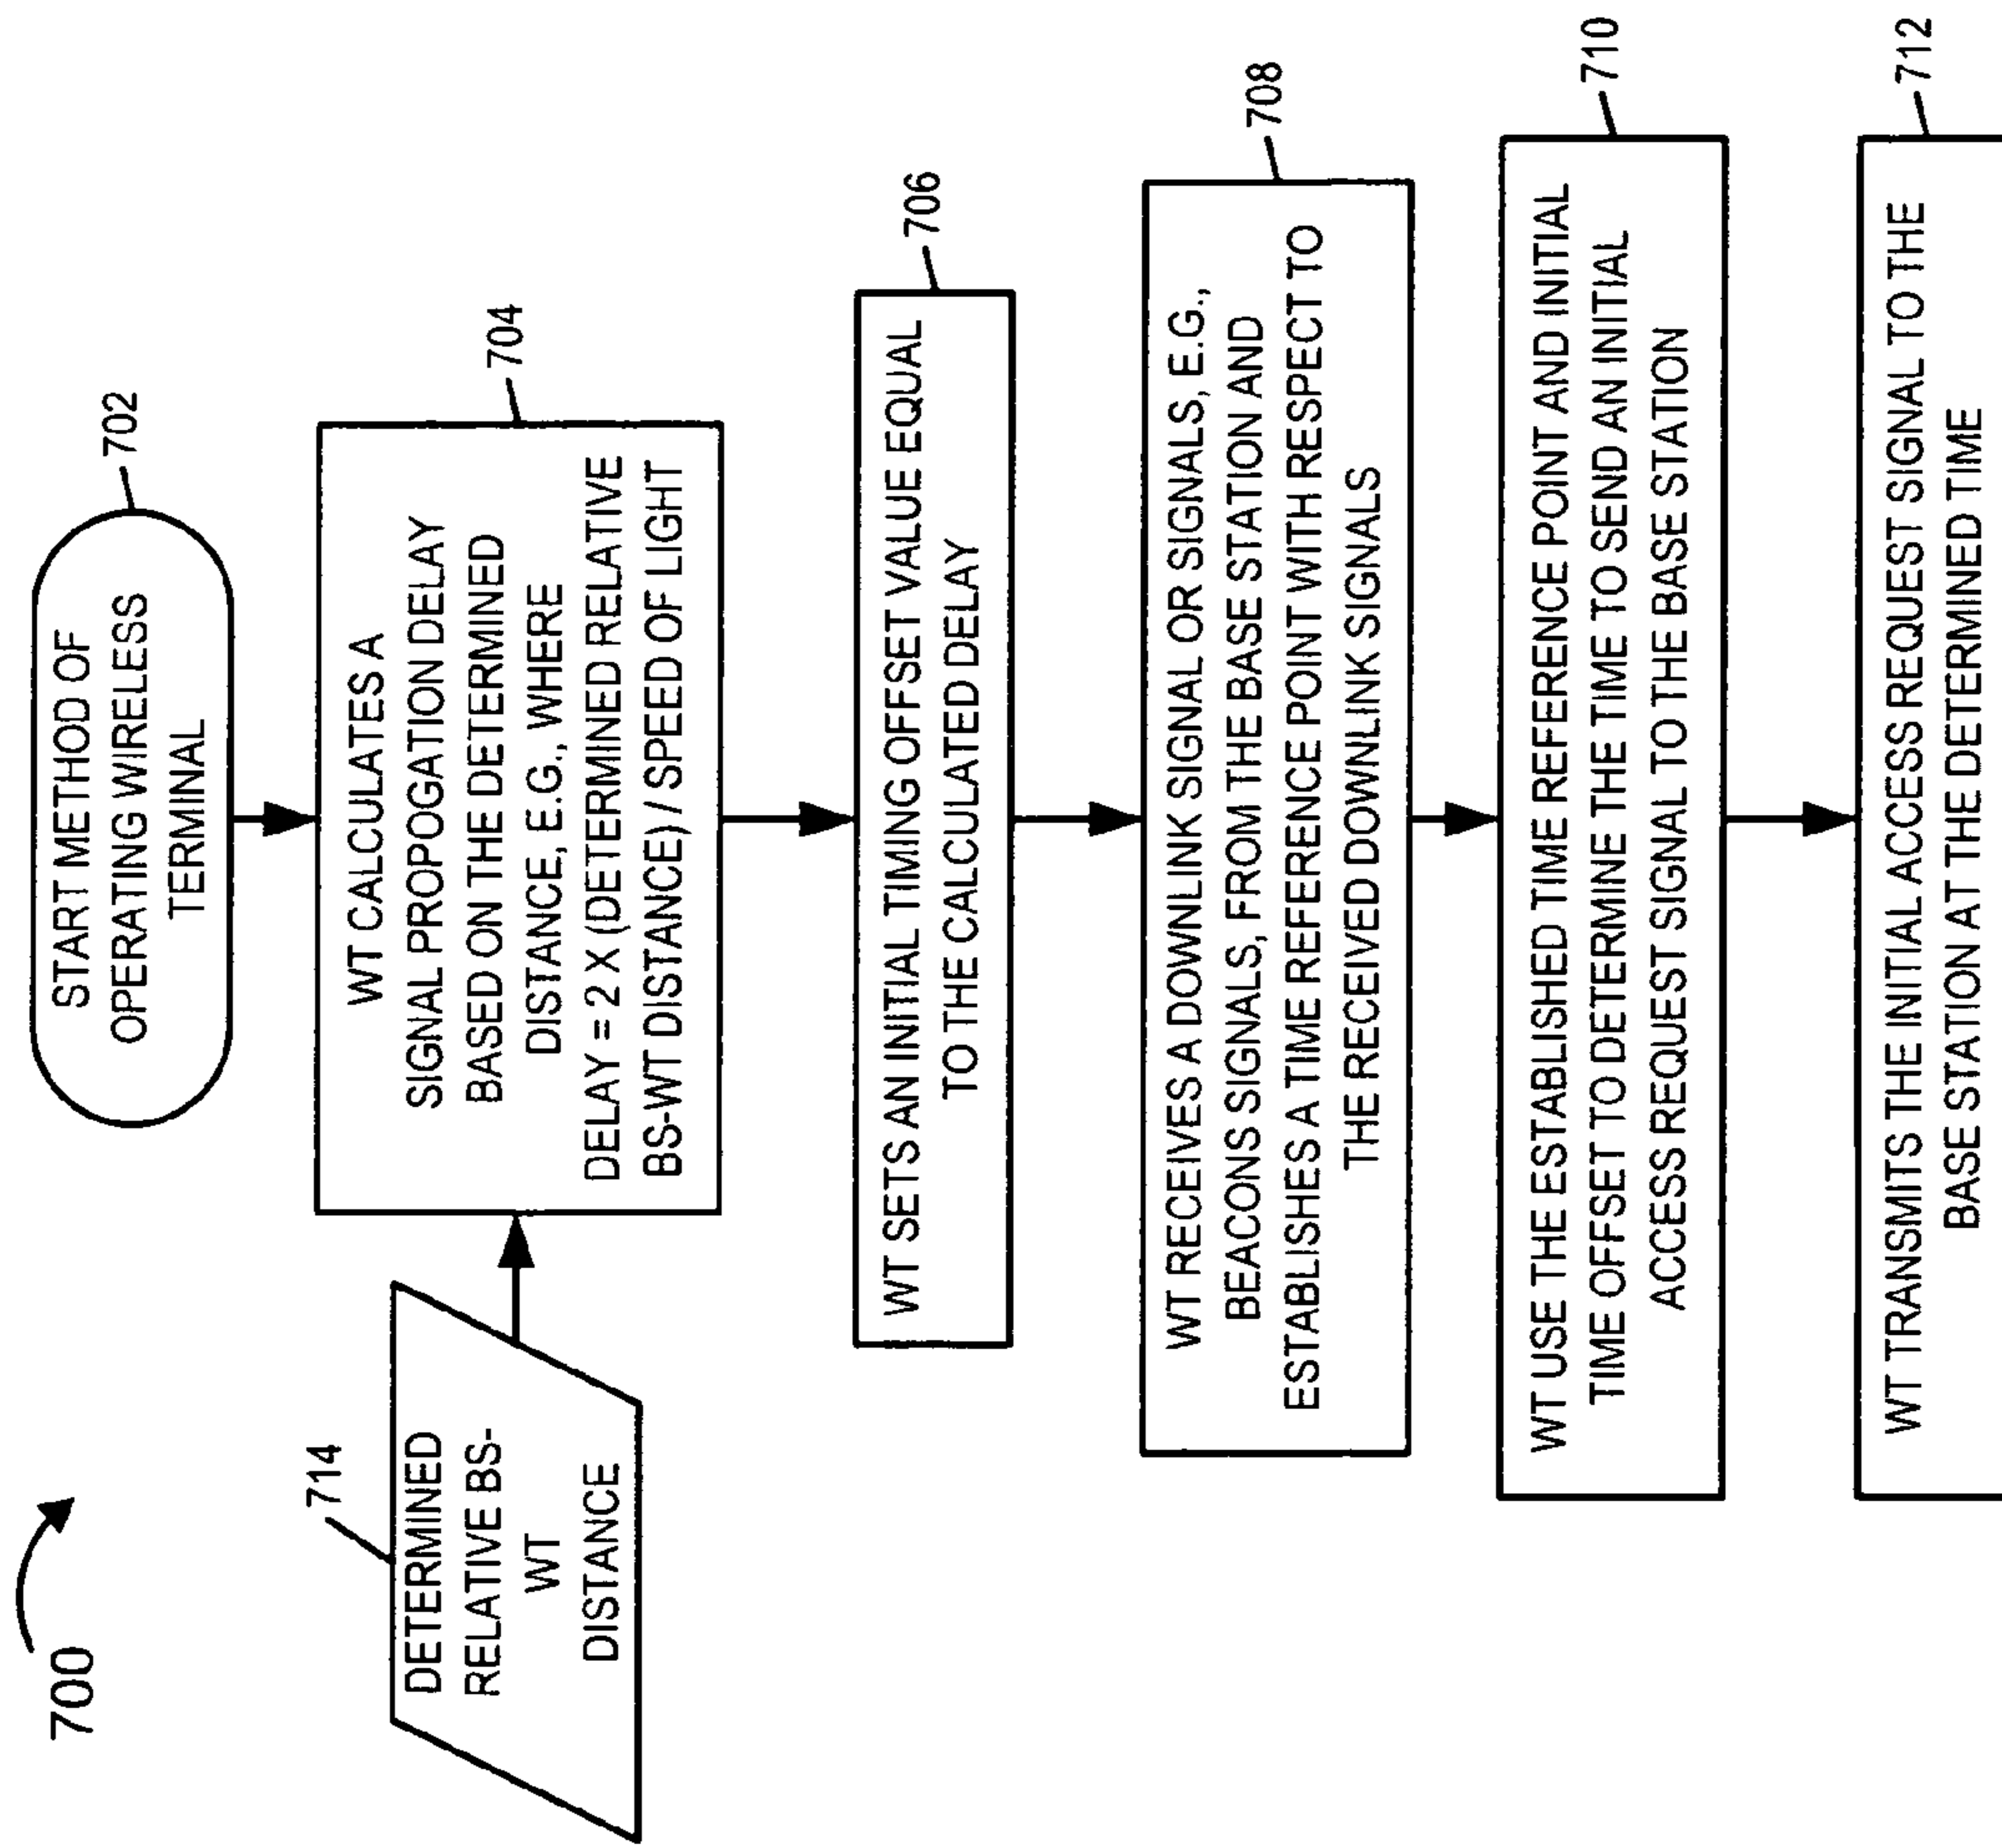 700
START METHOD OF
OPERATING WIRELESS
TERMINAL
702
714
DETERMINED
RELATIVE BS-
WT
DISTANCE
WT CALCULATES A
SIGNAL PROPOGATION DELAY
BASED ON THE DETERMINED
DISTANCE, E.G., WHERE
DELAY = 2 X (DETERMINED RELATIVE
BS-WT DISTANCE) / SPEED OF LIGHT
704
WT SETS AN INITIAL TIMING OFFSET VALUE EQUAL
TO THE CALCULATED DELAY
706
WT RECEIVES A DOWNLINK SIGNAL OR SIGNALS, E.G.,
BEACONS SIGNALS, FROM THE BASE STATION AND
ESTABLISHES A TIME REFERENCE POINT WITH RESPECT TO
THE RECEIVED DOWNLINK SIGNALS
708
WT USE THE ESTABLISHED TIME REFERENCE POINT AND INITIAL
TIME OFFSET TO DETERMINE THE TIME TO SEND AN INITIAL
ACCESS REQUEST SIGNAL TO THE BASE STATION
710
WT TRANSMITS THE INITIAL ACCESS REQUEST SIGNAL TO THE
BASE STATION AT THE DETERMINED TIME
712